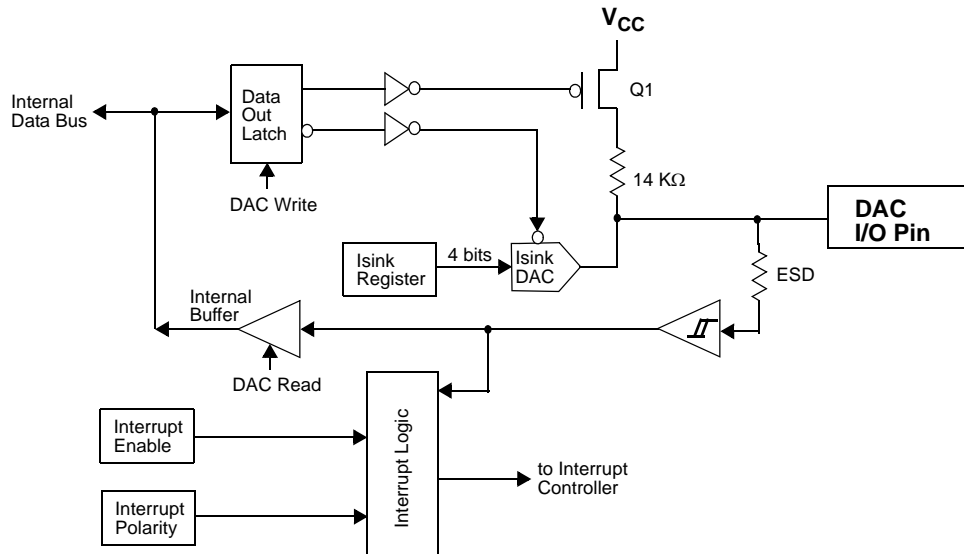 VCC
Q1
14 KΩ
Internal
Data Bus
Data
Out
Latch
DAC Write
DAC
I/O Pin
Isink
Register
4 bits
Isink
DAC
ESD
Internal
Buffer
DAC Read
Interrupt
Enable
Interrupt Logic
to Interrupt
Controller
Interrupt
Polarity